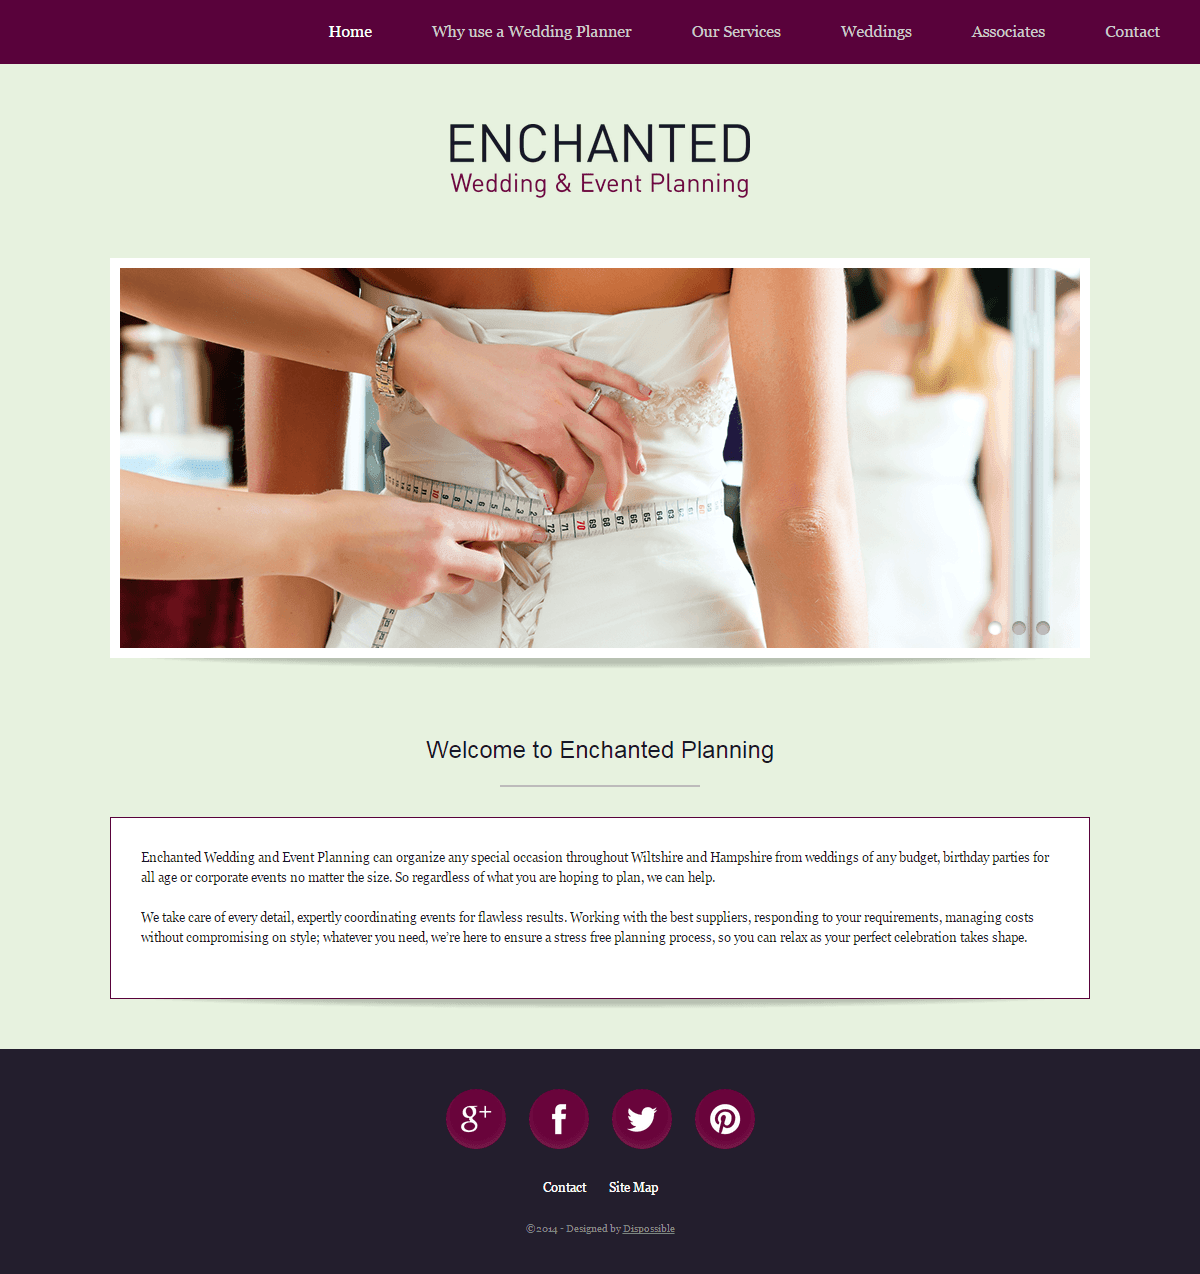 Home Why use a Wedding Planner Our Services Weddings Associates Contact
ENCHANTED
Wedding & Event Planning
Welcome to Enchanted Planning
Enchanted Wedding and Event Planning can organize any special occasion throughout Wiltshire and Hampshire from weddings of any budget, birthday parties for
all age or corporate events no matter the size. So regardless of what you are hoping to plan, we can help.
We take care of every detail, expertly coordinating events for flawless results. Working with the best suppliers, responding to your requirements, managing costs
without compromising on style; whatever you need, we're here to ensure a stress free planning process, so you can relax as your perfect celebration takes shape.
Contact Site Map
©2014 - Designed by Dispossible